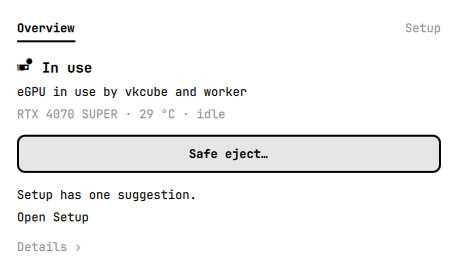 Overview
Setup
In use
eGPU in use by vkcube and worker
RTX 4070 SUPER · 29 °C · idle
Safe eject…
Setup has one suggestion.
Open Setup
Details ›